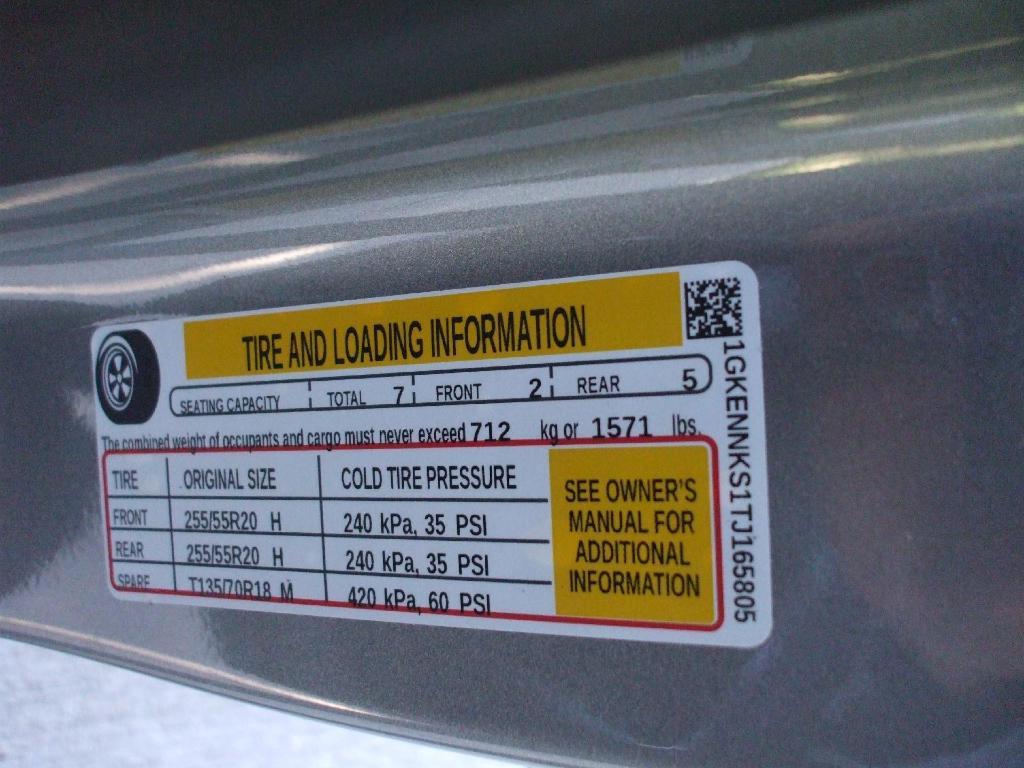 TIRE AND LOADING INFORMATION
SEATING CAPACITY TOTAL 7 FRONT 2 REAR 5
The combined weight of occupants and cargo must never exceed 712 kg or 1571 lbs.
TIRE ORIGINAL SIZE COLD TIRE PRESSURE
FRONT 255/55R20 H 240 kPa, 35 PSI
REAR 255/55R20 H 240 kPa, 35 PSI
SPARE T135/70R18 M 420 kPa, 60 PSI
SEE OWNER'S
MANUAL FOR
ADDITIONAL
INFORMATION
1GKENNKS1TJ165805